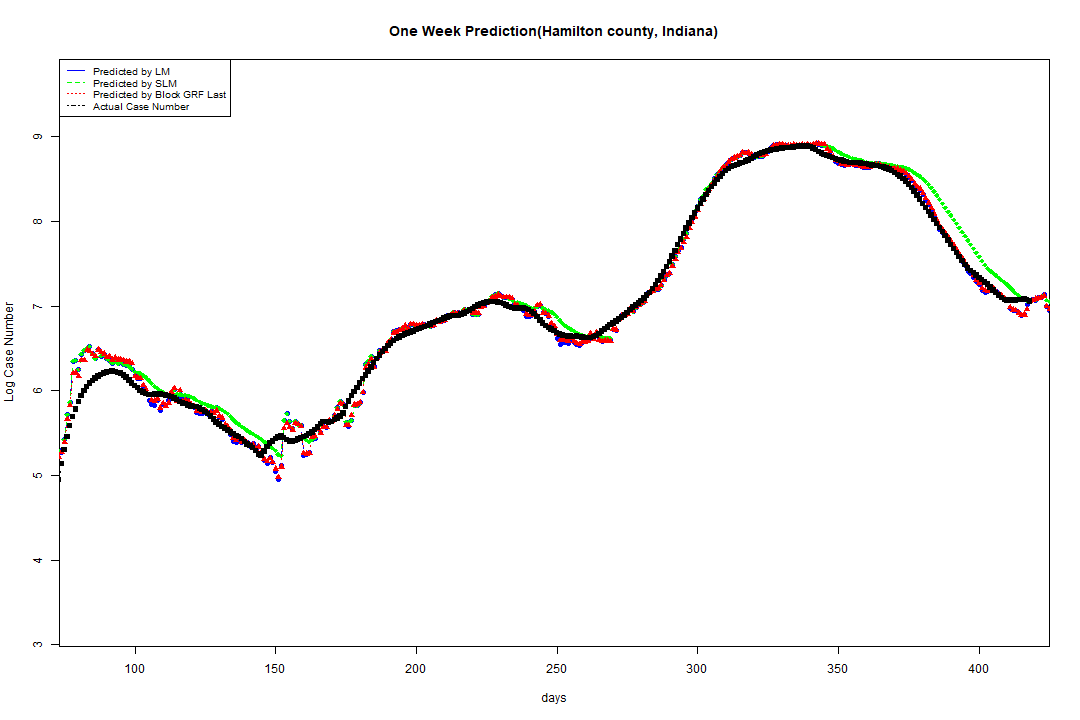 One Week Prediction(Hamilton county, Indiana)
Predicted by LM
Predicted by SLM
Predicted by Block GRF Last
Actual Case Number
Log Case Number
9
8
7
6
5
4
3
100 150 200 250 300 350 400
days